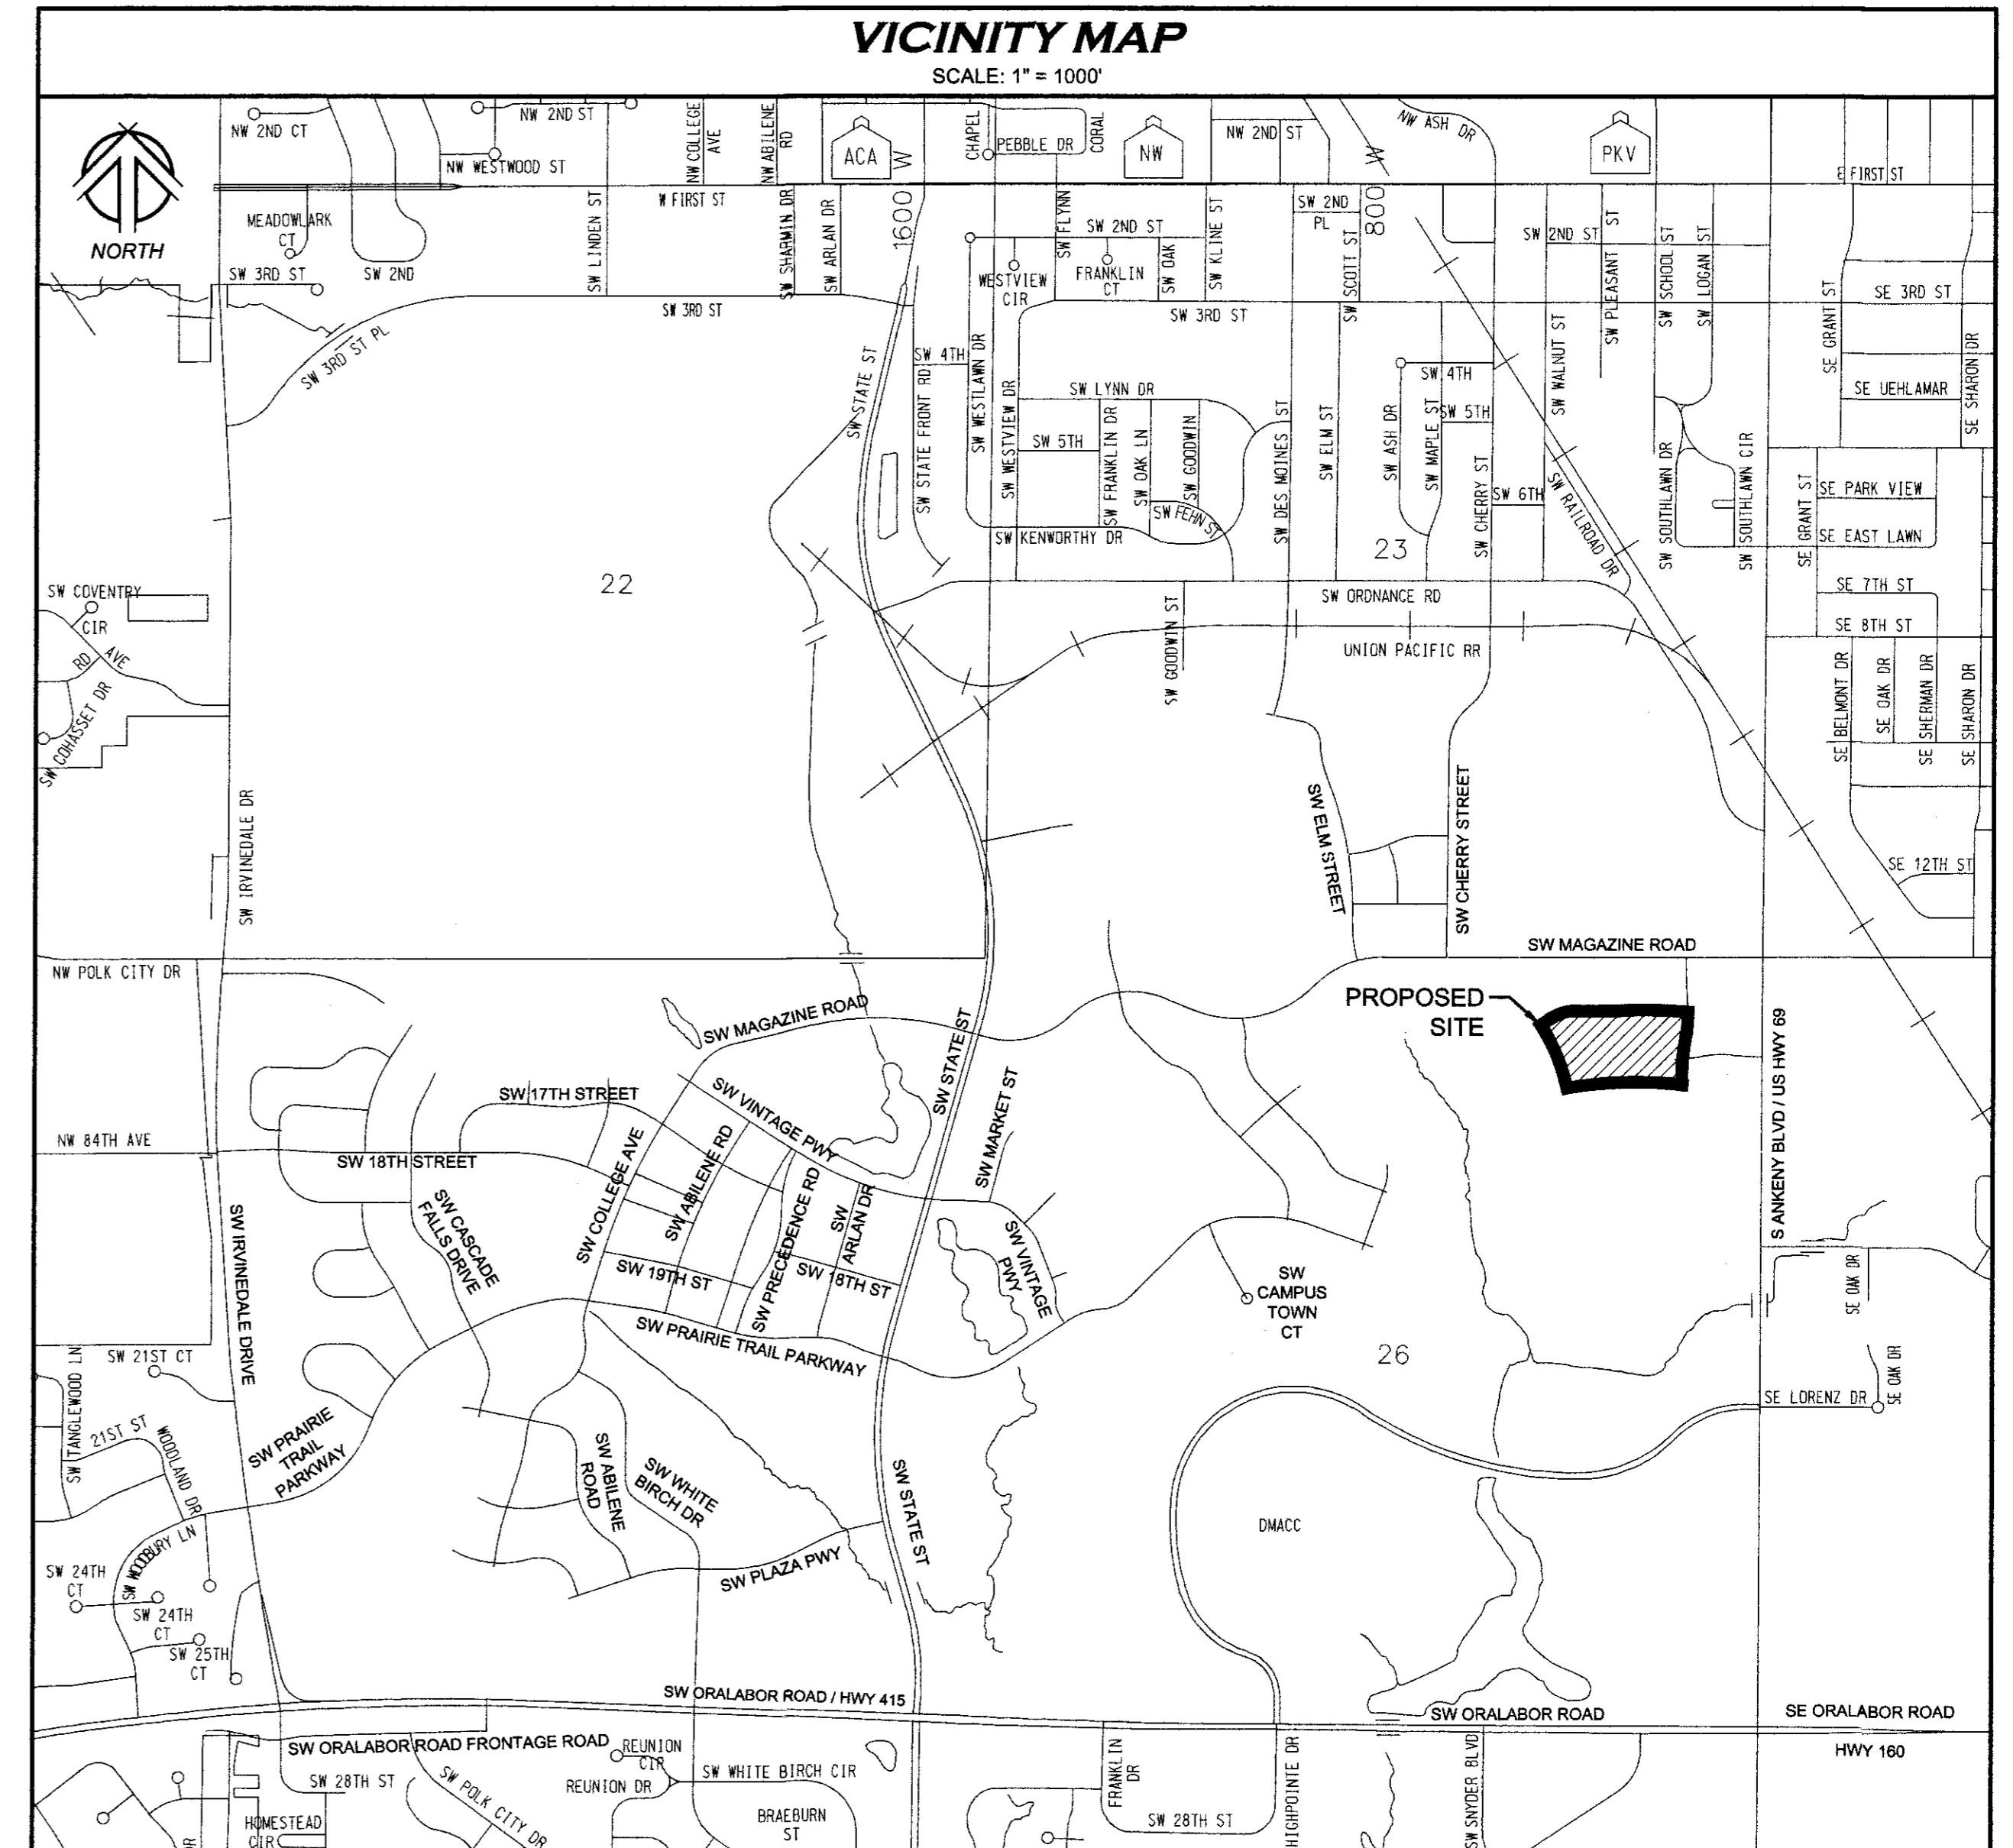 VICINITY MAP
SCALE: 1" = 1000'
NORTH
NW 2ND CT
NW 2ND ST
NW WESTWOOD ST
NW COLLEGE
AVE
NW ABILENE
RD
ACA
W
1600
CHAPEL
PEBBLE DR
CORAL
NW
NW 2ND ST
W
800
NW ASH DR
PKV
E FIRST ST
MEADOWLARK
CT
W FIRST ST
SW 3RD ST
SW 2ND
SW LINDEN ST
SW SHARMIN DR
SW ARLAN DR
SW 3RD ST
SW 3RD ST PL
SW FLYNN
SW 2ND ST
WESTVIEW
CIR
FRANKLIN
CT
SW OAK
SW KLINE ST
SW 2ND
PL
SW SCOTT ST
SW 3RD ST
SW 2ND ST
SW PLEASANT ST
SW SCHOOL ST
SW LOGAN ST
SE GRANT ST
SE 3RD ST
SE UEHLAMAR
SE SHARON DR
SW STATE ST
SW STATE FRONT RD
SW 4TH
SW WESTLAWN DR
SW WESTVIEW DR
SW LYNN DR
SW 5TH
SW FRANKLIN DR
SW OAK LN
SW GOODWIN
SW FEHN ST
SW KENWORTHY DR
SW DES MOINES ST
SW ELM ST
SW ASH DR
SW 4TH
SW MAPLE ST
SW 5TH
SW CHERRY ST
SW 6TH
SW WALNUT ST
SW RAILROAD DR
SW SOUTHLAWN DR
SW SOUTHLAWN CIR
SE GRANT ST
SE PARK VIEW
SE EAST LAWN
SE 7TH ST
SE 8TH ST
22
23
SW ORDNANCE RD
UNION PACIFIC RR
SW GOODWIN ST
SW COVENTRY
CIR
RD
AVE
SW COHASSET DR
SW IRVINEDALE DR
SE BELMONT DR
SE OAK DR
SE SHERMAN DR
SE SHARON DR
SE 12TH ST
SW ELM STREET
SW CHERRY STREET
SW MAGAZINE ROAD
NW POLK CITY DR
PROPOSED
SITE
SW MAGAZINE ROAD
SW STATE ST
S ANKENY BLVD / US HWY 69
SW 17TH STREET
SW VINTAGE PWY
SW MARKET ST
NW 84TH AVE
SW 18TH STREET
SW COLLEGE AVE
SW ABILENE RD
SW PRECEDENCE RD
SW
ARLAN DR
SW CASCADE
FALLS DRIVE
SW 19TH ST
SW 18TH ST
SW VINTAGE
PWY
SW IRVINEDALE DRIVE
SW PRAIRIE TRAIL PARKWAY
SW
CAMPUS
TOWN
CT
26
SE OAK DR
SE LORENZ DR
SE OAK DR
SW 21ST CT
SW TANGLEWOOD LN
21ST ST
WOODLAND DR
SW PRAIRIE
TRAIL
PARKWAY
SW ABILENE
ROAD
SW WHITE
BIRCH DR
SW STATE ST
DMACC
SW PLAZA PWY
SW WOODBURY LN
SW 24TH
CT
SW 24TH
CT
SW 25TH
CT
SW ORALABOR ROAD / HWY 415
SW ORALABOR ROAD
SE ORALABOR ROAD
HWY 160
SW ORALABOR ROAD FRONTAGE ROAD
REUNION
CIR
REUNION DR
SW WHITE BIRCH CIR
SW 28TH ST
SW POLK CITY DR
HOMESTEAD
CIR
DR
BRAEBURN
ST
FRANKLIN
DR
SW 28TH ST
HIGHPOINTE DR
SW SNYDER BLVD